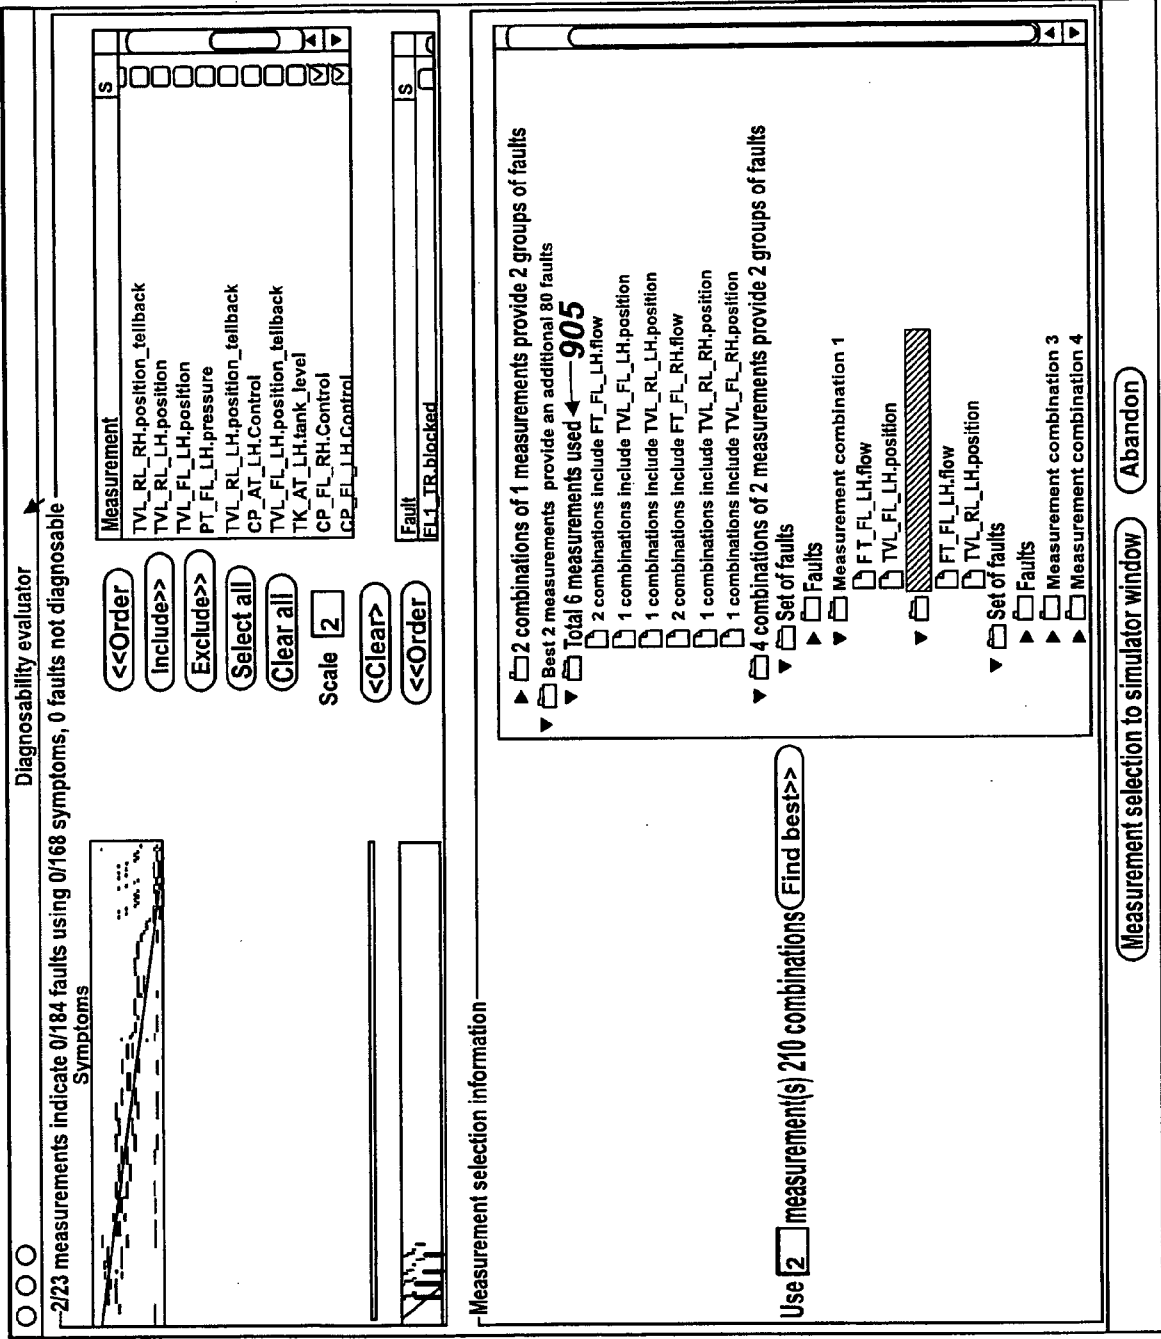 Diagnosability evaluator
2/23 measurements indicate 0/184 faults using 0/168 symptoms, 0 faults not diagnosable
Symptoms
<<Order
Include>>
Exclude>>
Select all
Clear all
Scale 2
<Clear>
<<Order
Measurement S
TVL_RL_RH.position_tellback
TVL_RL_LH.position
TVL_FL_LH.position
PT_FL_LH.pressure
TVL_RL_LH.position_tellback
CP_AT_LH.Control
TVL_FL_LH.position_tellback
TK_AT_LH.tank_level
CP_FL_RH.Control
CP_FL_LH.Control
Fault S
FL1_TR.blocked
Measurement selection information
Use 2 measurement(s) 210 combinations Find best>>
2 combinations of 1 measurements provide 2 groups of faults
Best 2 measurements provide an additional 80 faults
Total 6 measurements used 905
2 combinations include FT_FL_LH.flow
1 combinations include TVL_FL_LH.position
1 combinations include TVL_RL_LH.position
2 combinations include FT_FL_RH.flow
1 combinations include TVL_RL_RH.position
1 combinations include TVL_FL_RH.position
4 combinations of 2 measurements provide 2 groups of faults
Set of faults
Faults
Measurement combination 1
FT_FL_LH.flow
TVL_FL_LH.position
FT_FL_LH.flow
TVL_RL_LH.position
Set of faults
Faults
Measurement combination 3
Measurement combination 4
Measurement selection to simulator window Abandon